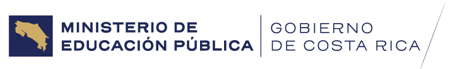 MINISTERIO DE
EDUCACIÓN PÚBLICA
GOBIERNO
DE COSTA RICA